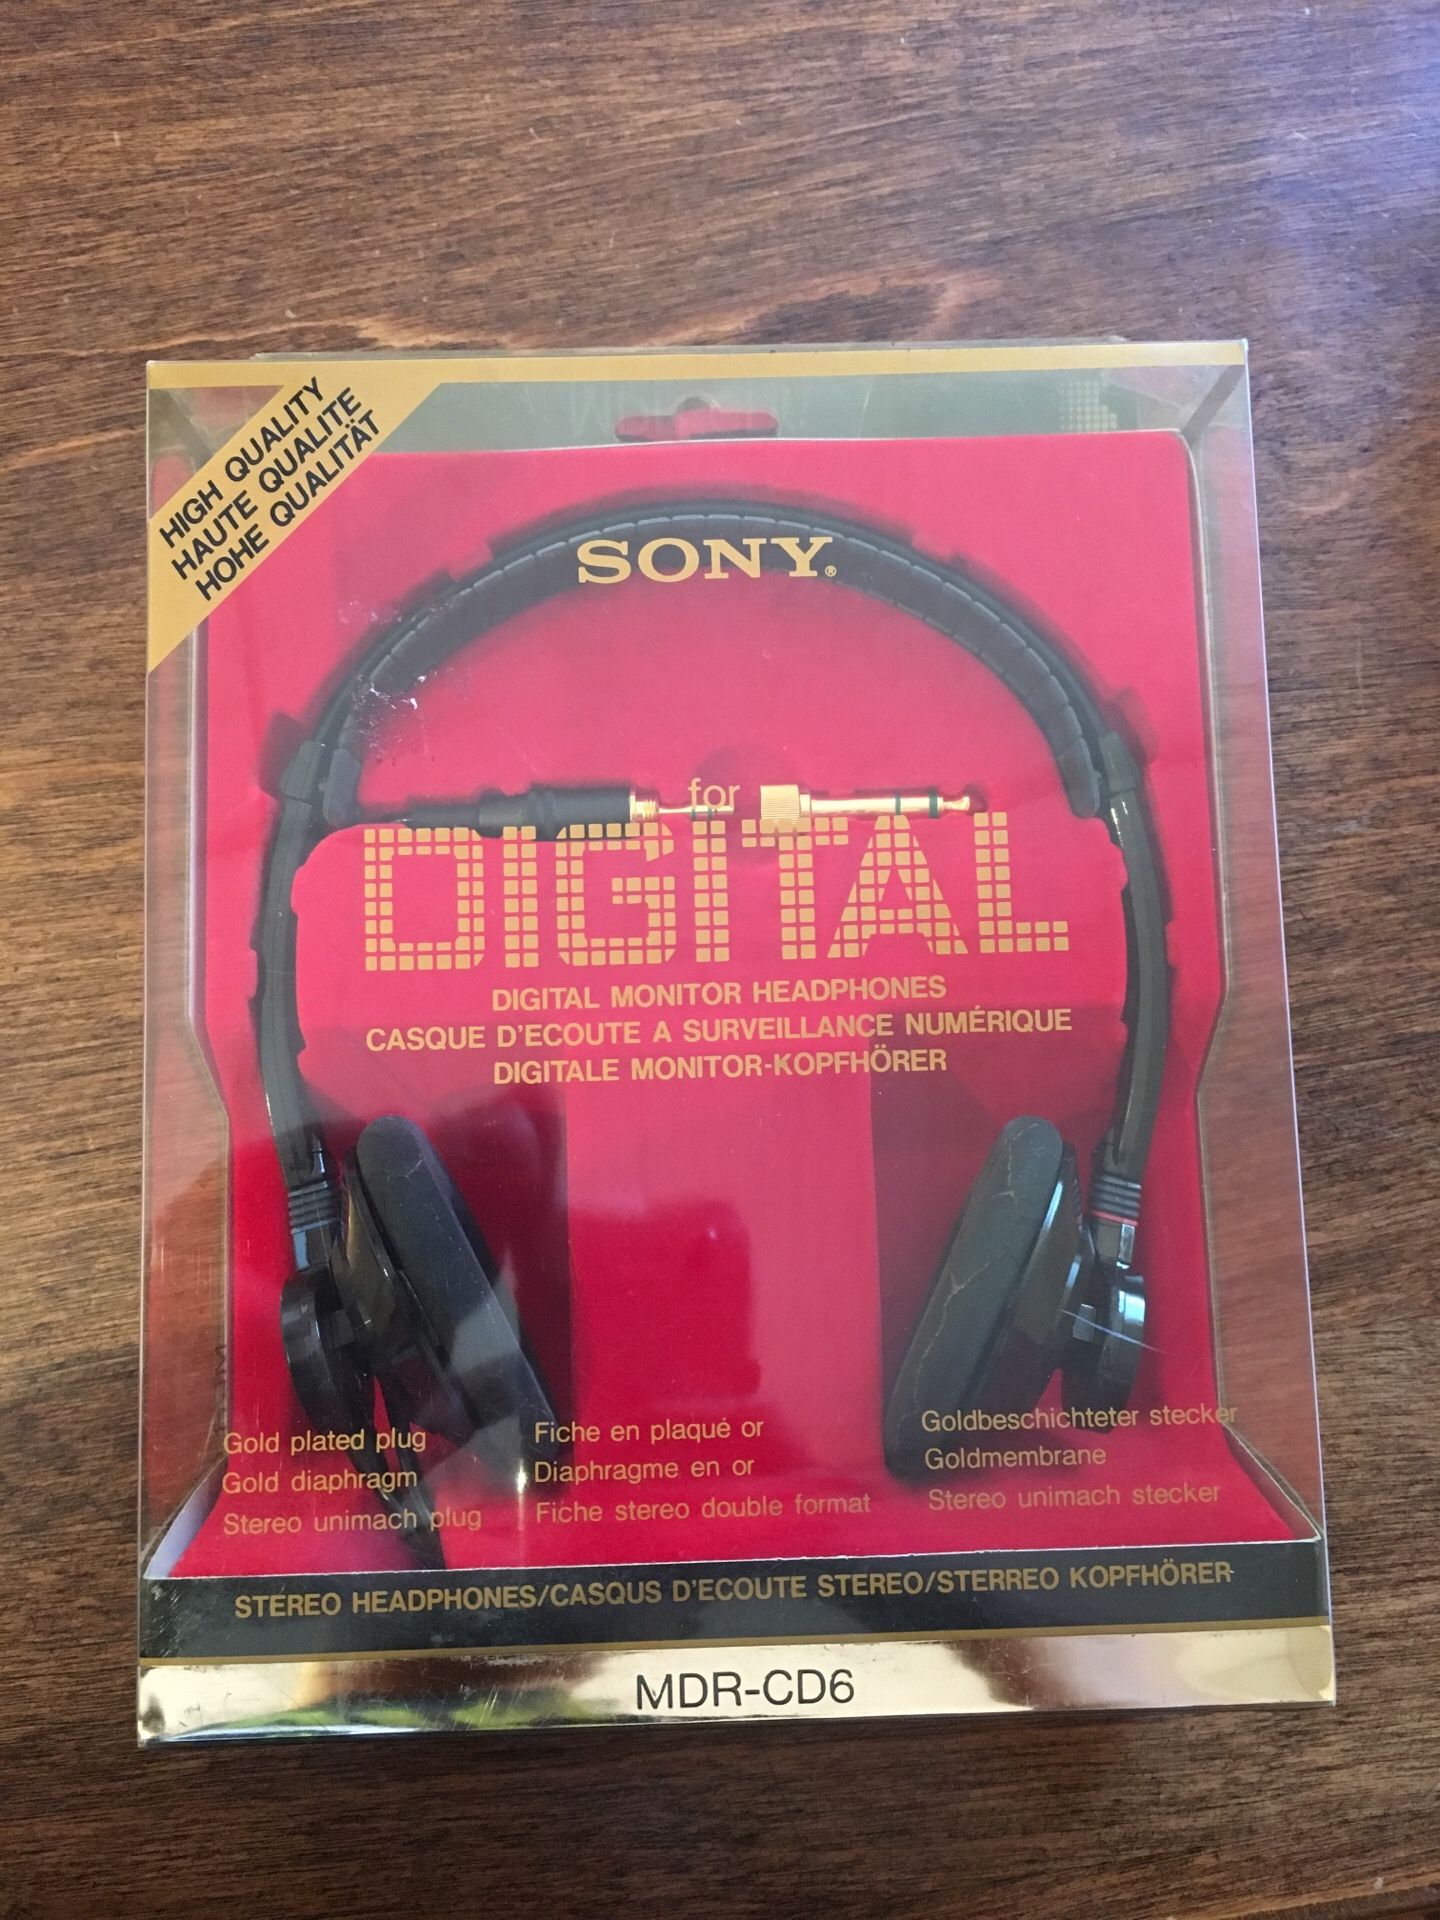 HIGH QUALITY
HAUTE QUALITE
HOHE QUALITÄT
SONY®
for
DIGITAL
DIGITAL MONITOR HEADPHONES
CASQUE D'ECOUTE A SURVEILLANCE NUMÉRIQUE
DIGITALE MONITOR-KOPFHÖRER
Gold plated plug
Gold diaphragm
Stereo unimach plug
Fiche en plaqué or
Diaphragme en or
Fiche stereo double format
Goldbeschichteter stecker
Goldmembrane
Stereo unimach stecker
STEREO HEADPHONES/CASQUS D'ECOUTE STEREO/STERREO KOPFHÖRER
MDR-CD6